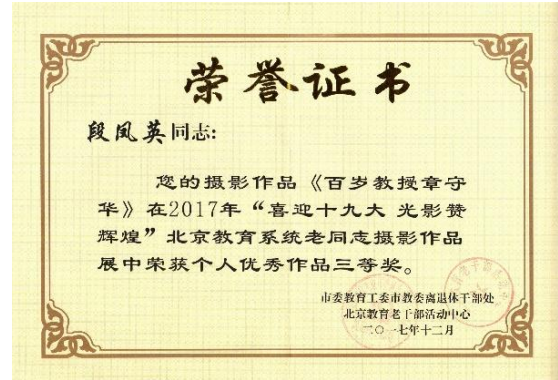 荣誉证书
段凤英同志:
您的摄影作品《百岁教授章守
华》在2017年“喜迎十九大 光影赞
辉煌”北京教育系统老同志摄影作品
展中荣获个人优秀作品三等奖。
市委教育工委市教委离退休干部处
北京教育老干部活动中心
二〇一七年十二月